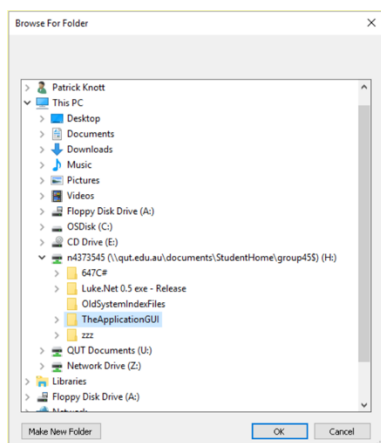 Browse For Folder
Patrick Knott
This PC
Desktop
Documents
Downloads
Music
Pictures
Videos
Floppy Disk Drive (A:)
OSDisk (C:)
CD Drive (E:)
n4373545 (\\qut.edu.au\documents\StudentHome\group45$) (H:)
647C#
Luke.Net 0.5 exe - Release
OldSystemIndexFiles
TheApplicationGUI
zzz
QUT Documents (U:)
Network Drive (Z:)
Libraries
Floppy Disk Drive (A:)
Network
Make New Folder OK Cancel